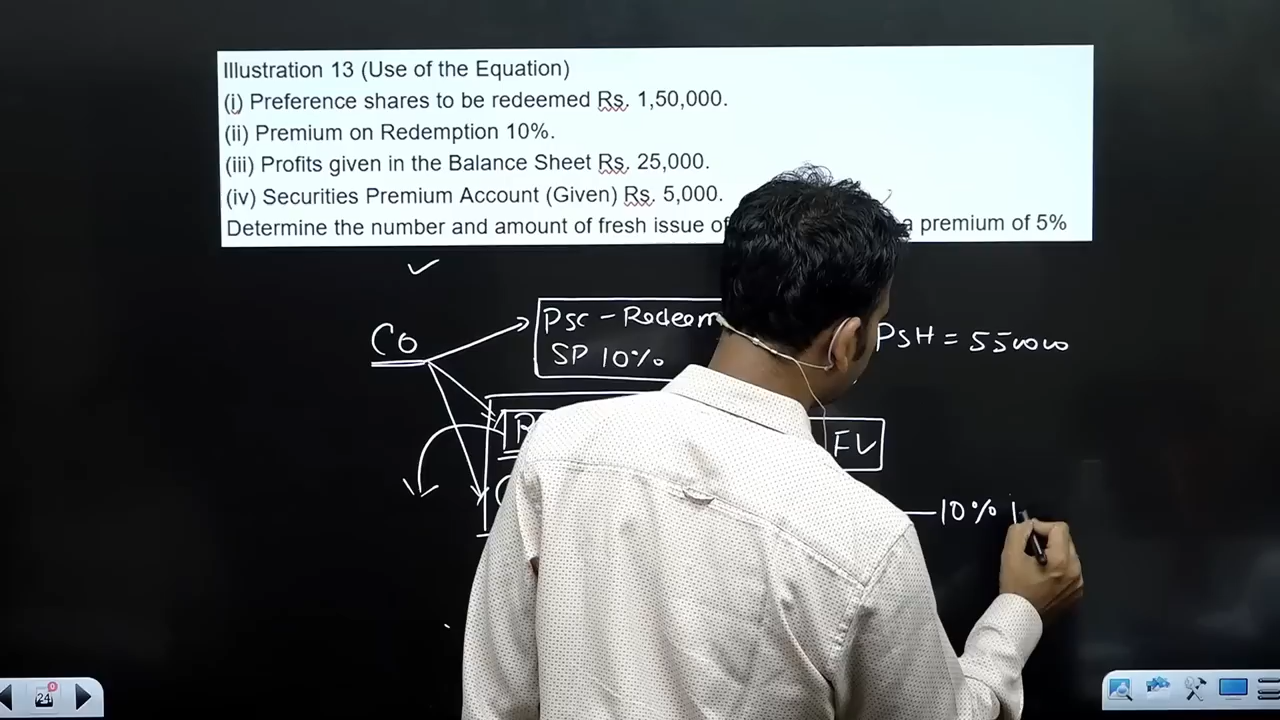 Illustration 13 (Use of the Equation)
(i) Preference shares to be redeemed Rs. 1,50,000.
(ii) Premium on Redemption 10%.
(iii) Profits given in the Balance Sheet Rs. 25,000.
(iv) Securities Premium Account (Given) Rs. 5,000.
Determine the number and amount of fresh issue of a premium of 5%
Co
PSC - Redeem
SP 10%
PSH = 550000
FV
10%
24
0